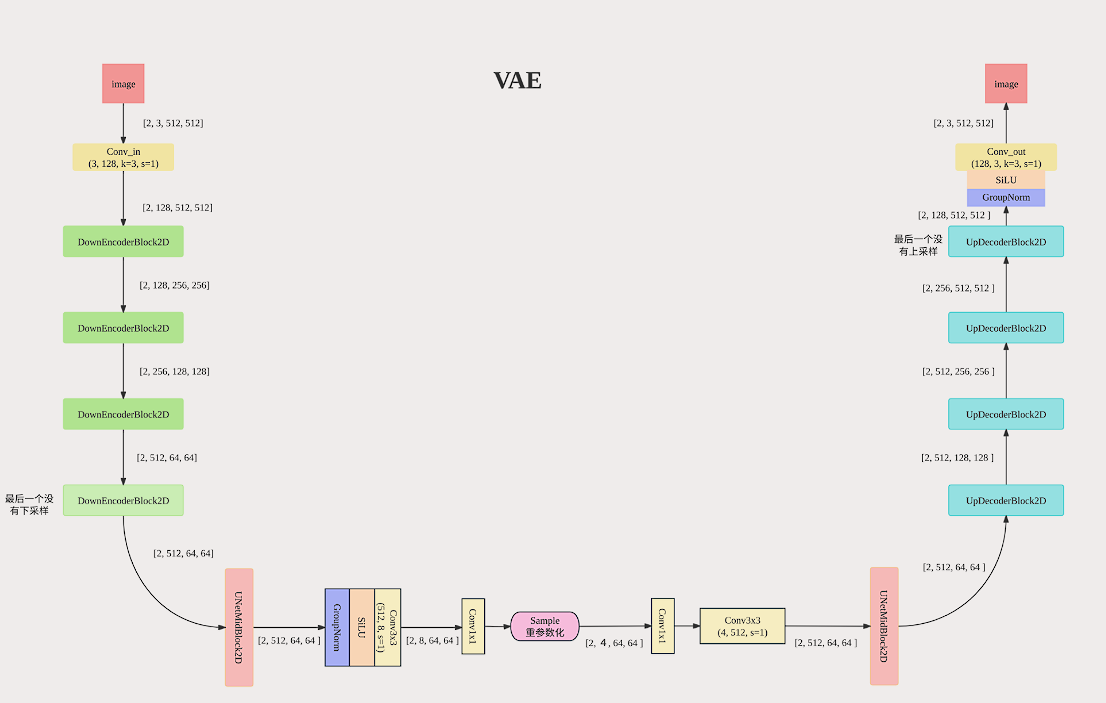 VAE
image
[2, 3, 512, 512]
Conv_in
(3, 128, k=3, s=1)
[2, 128, 512, 512]
DownEncoderBlock2D
[2, 128, 256, 256]
DownEncoderBlock2D
[2, 256, 128, 128]
DownEncoderBlock2D
[2, 512, 64, 64]
最后一个没
有下采样
DownEncoderBlock2D
[2, 512, 64, 64]
UNetMidBlock2D
[2, 512, 64, 64 ]
GroupNorm
SiLU
Conv3x3
(512, 8, s=1)
[2, 8, 64, 64 ]
Conv1x1
Sample
重参数化
[2, 4, 64, 64 ]
Conv1x1
Conv3x3
(4, 512, s=1)
[2, 512, 64, 64 ]
UNetMidBlock2D
[2, 512, 64, 64 ]
UpDecoderBlock2D
[2, 512, 128, 128 ]
UpDecoderBlock2D
[2, 512, 256, 256 ]
UpDecoderBlock2D
[2, 256, 512, 512 ]
最后一个没
有上采样
UpDecoderBlock2D
[2, 128, 512, 512 ]
GroupNorm
SiLU
Conv_out
(128, 3, k=3, s=1)
[2, 3, 512, 512]
image